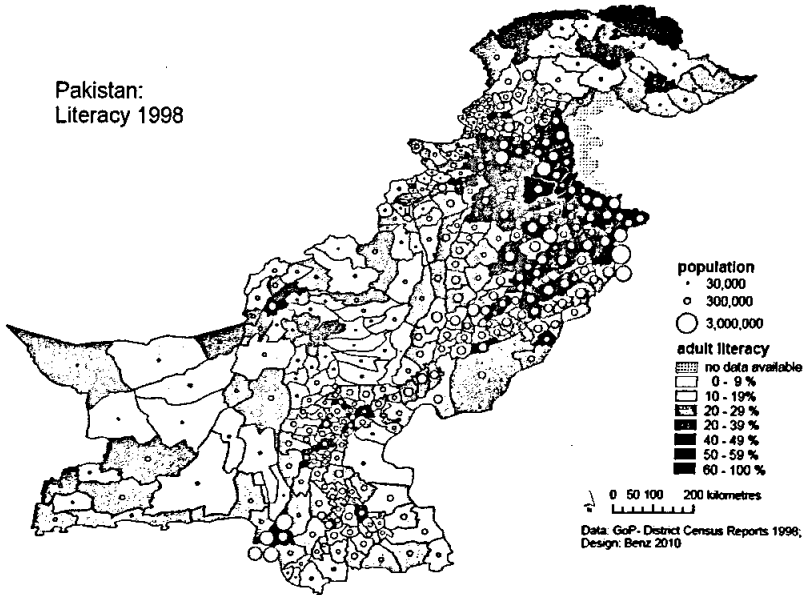 Pakistan:
Literacy 1998
population
30,000
300,000
3,000,000
adult literacy
no data available
0 - 9 %
10 - 19%
20 - 29 %
20 - 39 %
40 - 49 %
50 - 59 %
60 - 100 %
0 50 100 200 kilometres
Data: GoP- District Census Reports 1998;
Design: Benz 2010